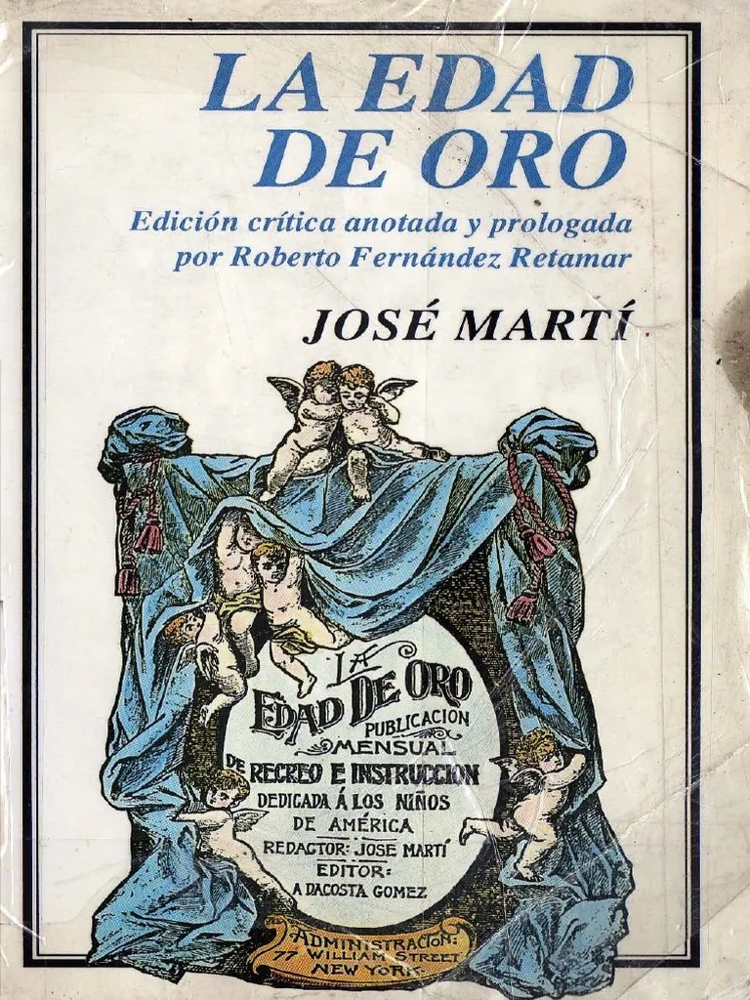 LA EDAD
DE ORO
Edición crítica anotada y prologada
por Roberto Fernández Retamar
JOSÉ MARTÍ
LA
EDAD DE ORO
PUBLICACION
MENSUAL
DE RECREO E INSTRUCCION
DEDICADA Á LOS NIÑOS
DE AMÉRICA
REDACTOR: JOSE MARTÍ
EDITOR:
A DACOSTA GOMEZ
ADMINISTRACION:
77 WILLIAM STREET
NEW YORK